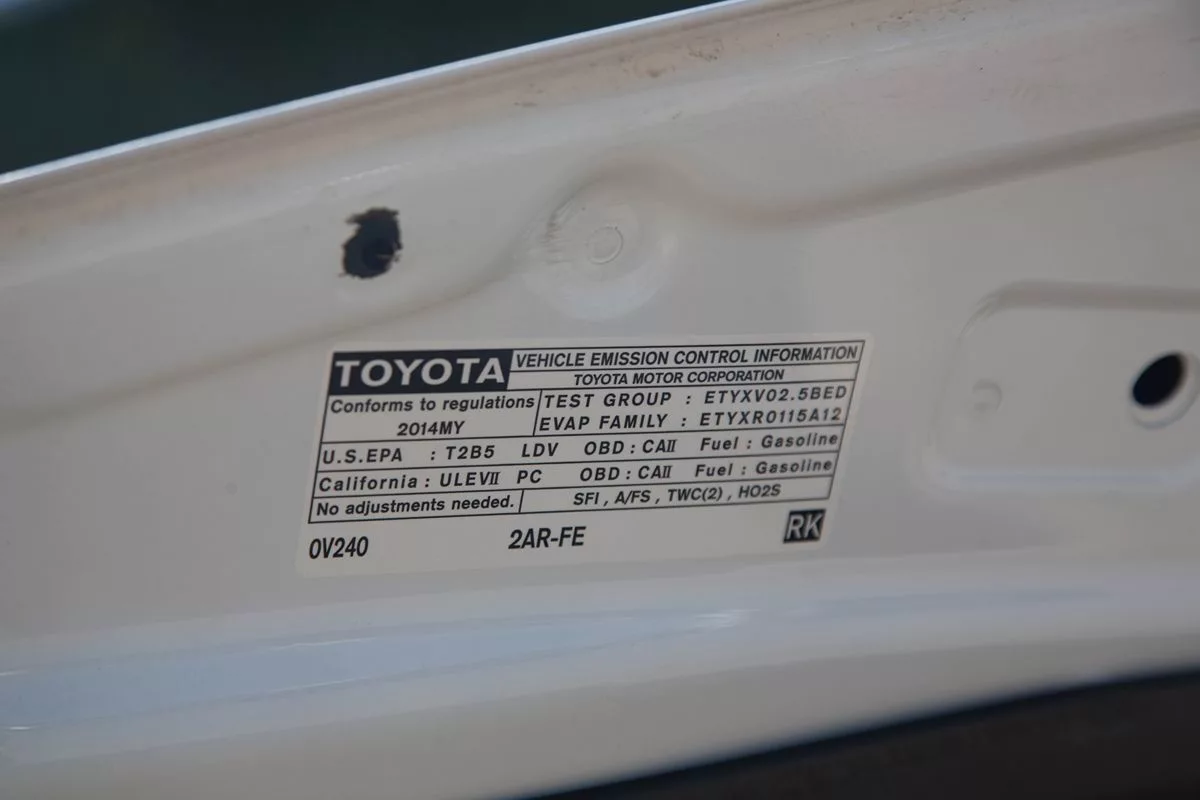 TOYOTA VEHICLE EMISSION CONTROL INFORMATION
TOYOTA MOTOR CORPORATION
Conforms to regulations
2014MY
TEST GROUP : ETYXV02.5BED
EVAP FAMILY : ETYXR0115A12
U.S.EPA : T2B5 LDV OBD : CAII Fuel : Gasoline
California : ULEVII PC OBD : CAII Fuel : Gasoline
No adjustments needed. SFI , A/FS , TWC(2) , HO2S
0V240 2AR-FE RK